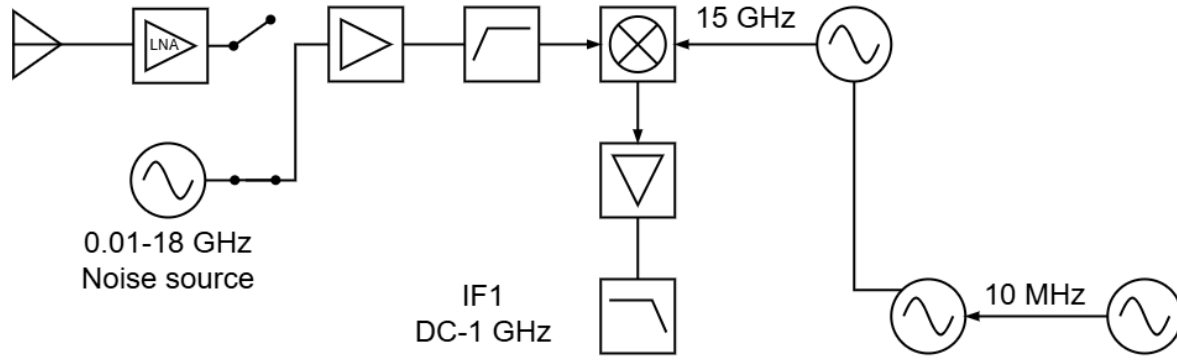 LNA
15 GHz
0.01-18 GHz
Noise source
IF1
DC-1 GHz
10 MHz